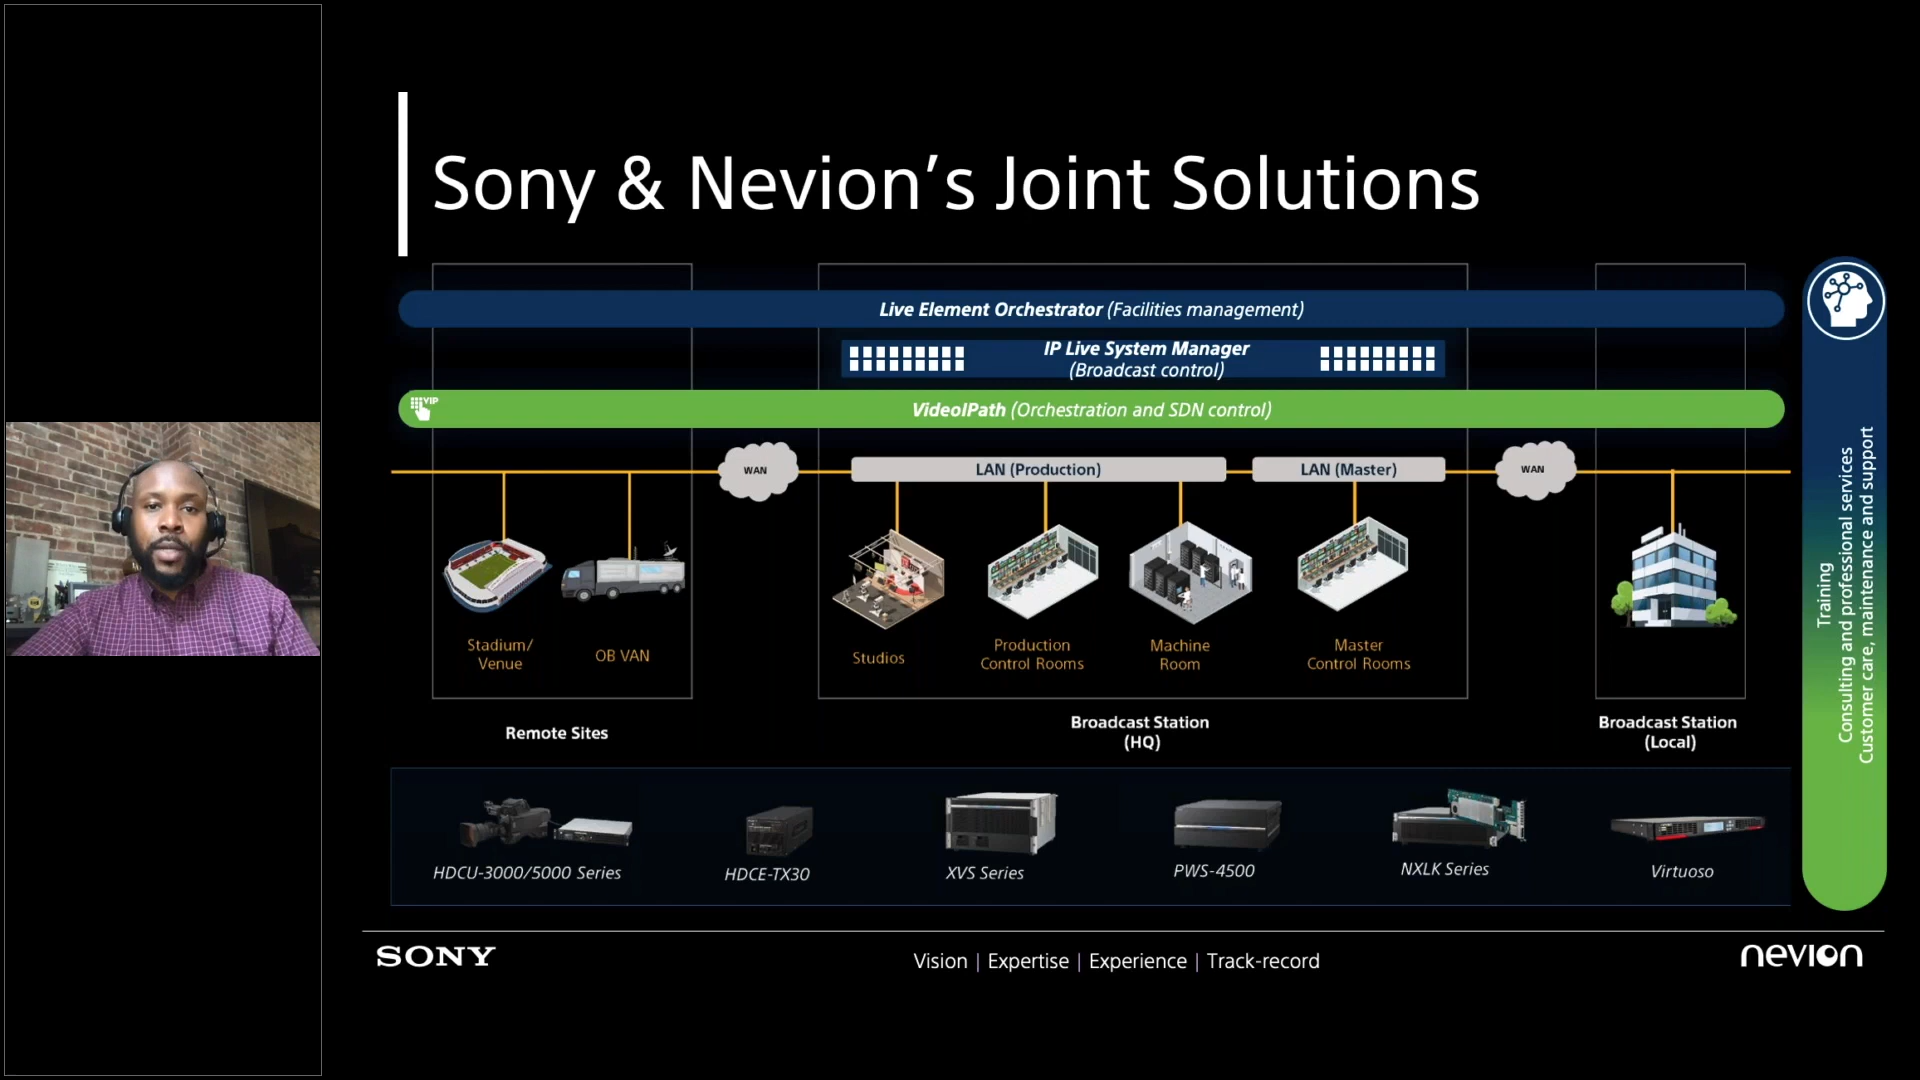 Sony & Nevion’s Joint Solutions
Live Element Orchestrator (Facilities management)
IP Live System Manager
(Broadcast control)
VIP
VideoIPath (Orchestration and SDN control)
WAN
LAN (Production)
LAN (Master)
WAN
Stadium/
Venue
OB VAN
Studios
Production
Control Rooms
Machine
Room
Master
Control Rooms
Remote Sites
Broadcast Station
(HQ)
Broadcast Station
(Local)
HDCU-3000/5000 Series
HDCE-TX30
XVS Series
PWS-4500
NXLK Series
Virtuoso
Training
Consulting and professional services
Customer care, maintenance and support
SONY
Vision | Expertise | Experience | Track-record
nevion